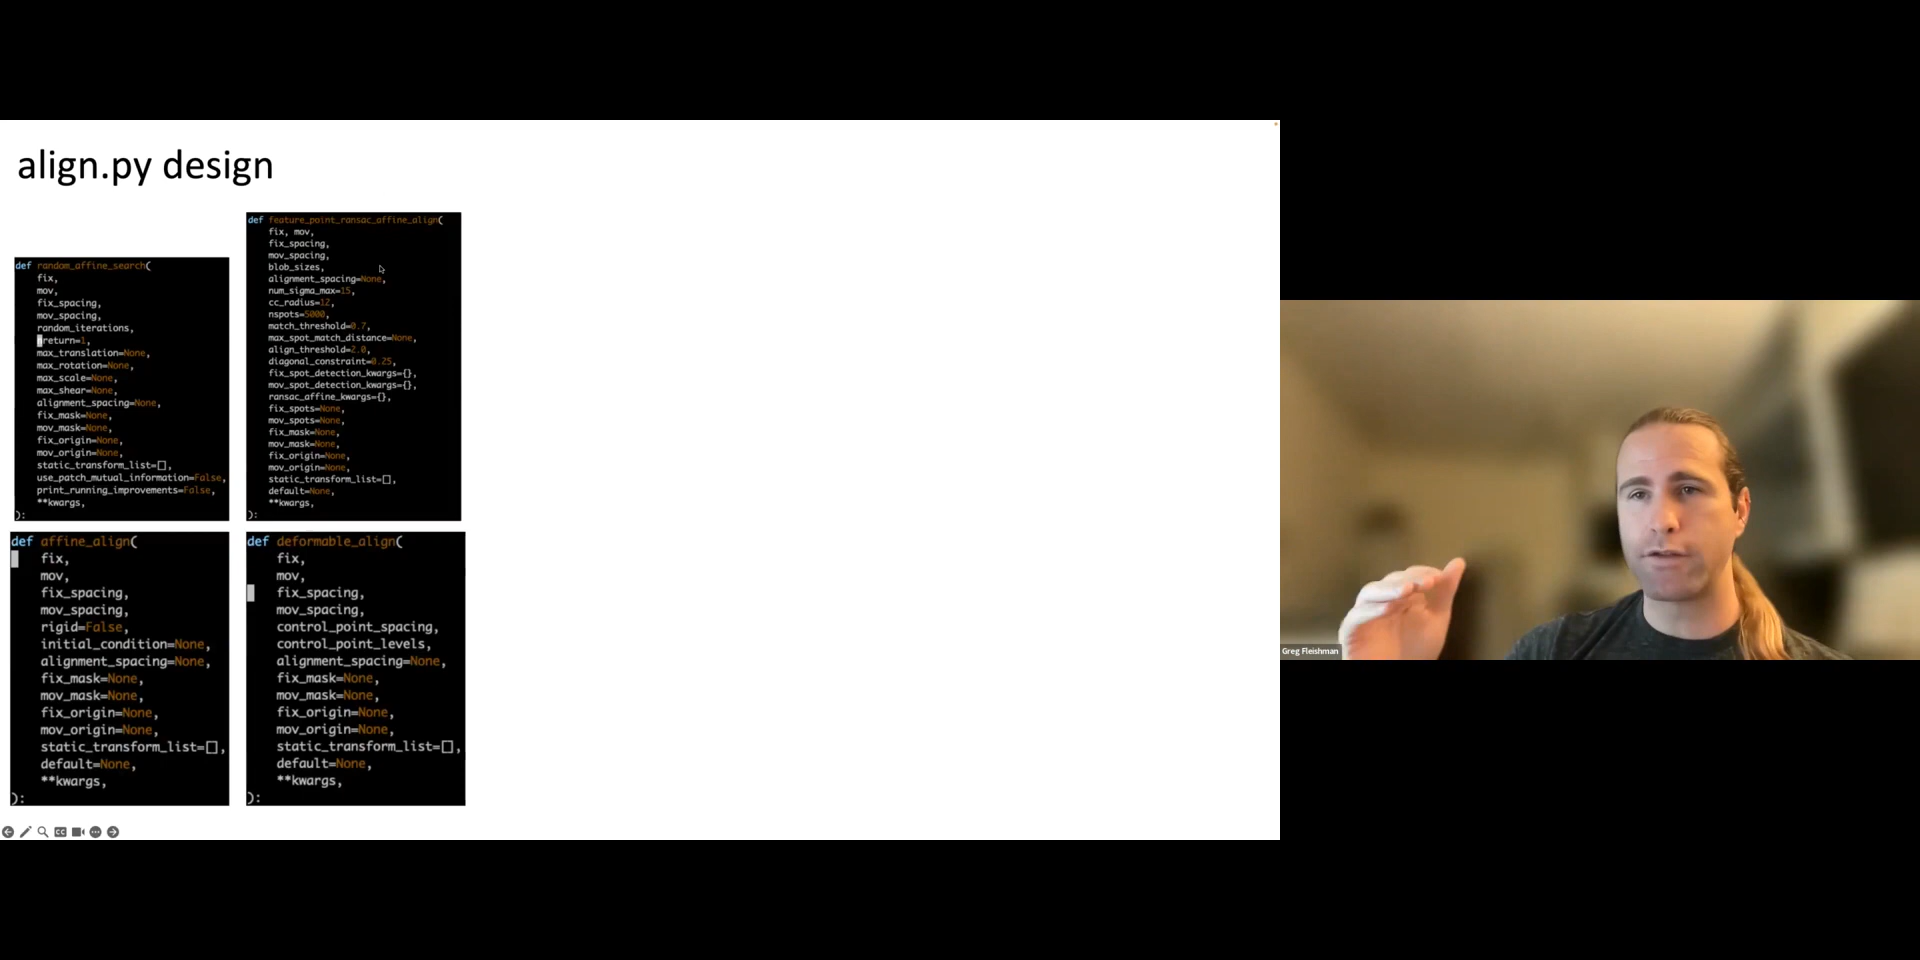 align.py design
def random_affine_search(
fix,
mov,
fix_spacing,
mov_spacing,
random_iterations,
nreturn=1,
max_translation=None,
max_rotation=None,
max_scale=None,
max_shear=None,
alignment_spacing=None,
fix_mask=None,
mov_mask=None,
fix_origin=None,
mov_origin=None,
static_transform_list=[],
use_patch_mutual_information=False,
print_running_improvements=False,
**kwargs,
):
def feature_point_ransac_affine_align(
fix, mov,
fix_spacing,
mov_spacing,
blob_sizes,
alignment_spacing=None,
num_sigma_max=15,
cc_radius=12,
nspots=5000,
match_threshold=0.7,
max_spot_match_distance=None,
align_threshold=2.0,
diagonal_constraint=0.25,
fix_spot_detection_kwargs={},
mov_spot_detection_kwargs={},
ransac_affine_kwargs={},
fix_spots=None,
mov_spots=None,
fix_mask=None,
mov_mask=None,
fix_origin=None,
mov_origin=None,
static_transform_list=[],
default=None,
**kwargs,
):
def affine_align(
fix,
mov,
fix_spacing,
mov_spacing,
rigid=False,
initial_condition=None,
alignment_spacing=None,
fix_mask=None,
mov_mask=None,
fix_origin=None,
mov_origin=None,
static_transform_list=[],
default=None,
**kwargs,
):
def deformable_align(
fix,
mov,
fix_spacing,
mov_spacing,
control_point_spacing,
control_point_levels,
alignment_spacing=None,
fix_mask=None,
mov_mask=None,
fix_origin=None,
mov_origin=None,
static_transform_list=[],
default=None,
**kwargs,
):
CC
Greg Fleishman